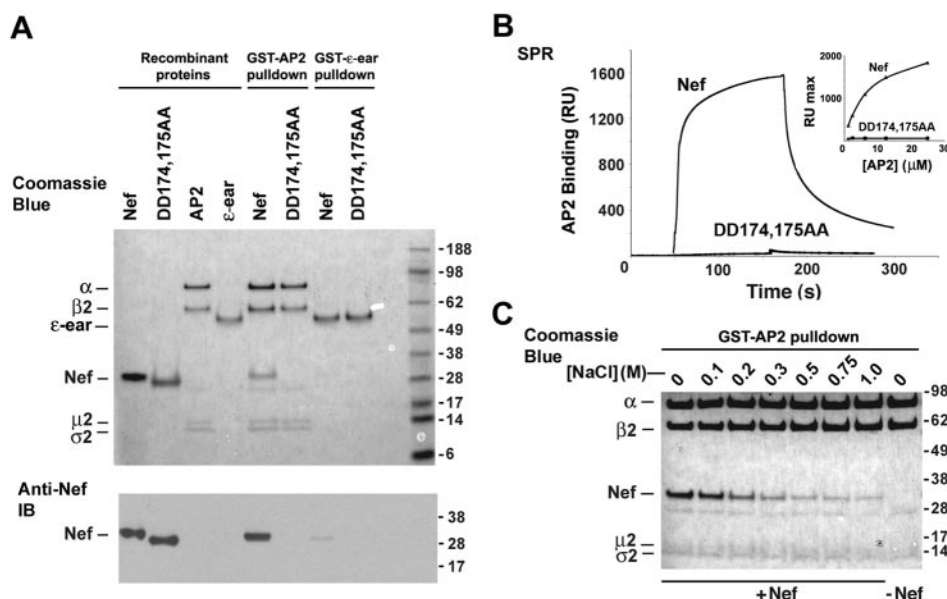 A
Recombinant proteins
GST-AP2 pulldown
GST-ε-ear pulldown
Coomassie Blue
Nef
DD174,175AA
AP2
ε-ear
Nef
DD174,175AA
Nef
DD174,175AA
α
β2
ε-ear
Nef
μ2
σ2
-188
-98
-62
-49
-38
-28
-17
-14
-6
Anti-Nef IB
Nef
-38
-28
17
B
SPR
AP2 Binding (RU)
1600
1200
800
400
0
100
200
300
Time (s)
Nef
DD174,175AA
RU max
2000
1000
Nef
DD174,175AA
0
10
20
30
[AP2] (μM)
C
Coomassie Blue
GST-AP2 pulldown
[NaCl](M)
0
0.1
0.2
0.3
0.5
0.75
1.0
0
α
β2
Nef
μ2
σ2
-98
-62
-49
-38
-28
-17
-14
+Nef
-Nef